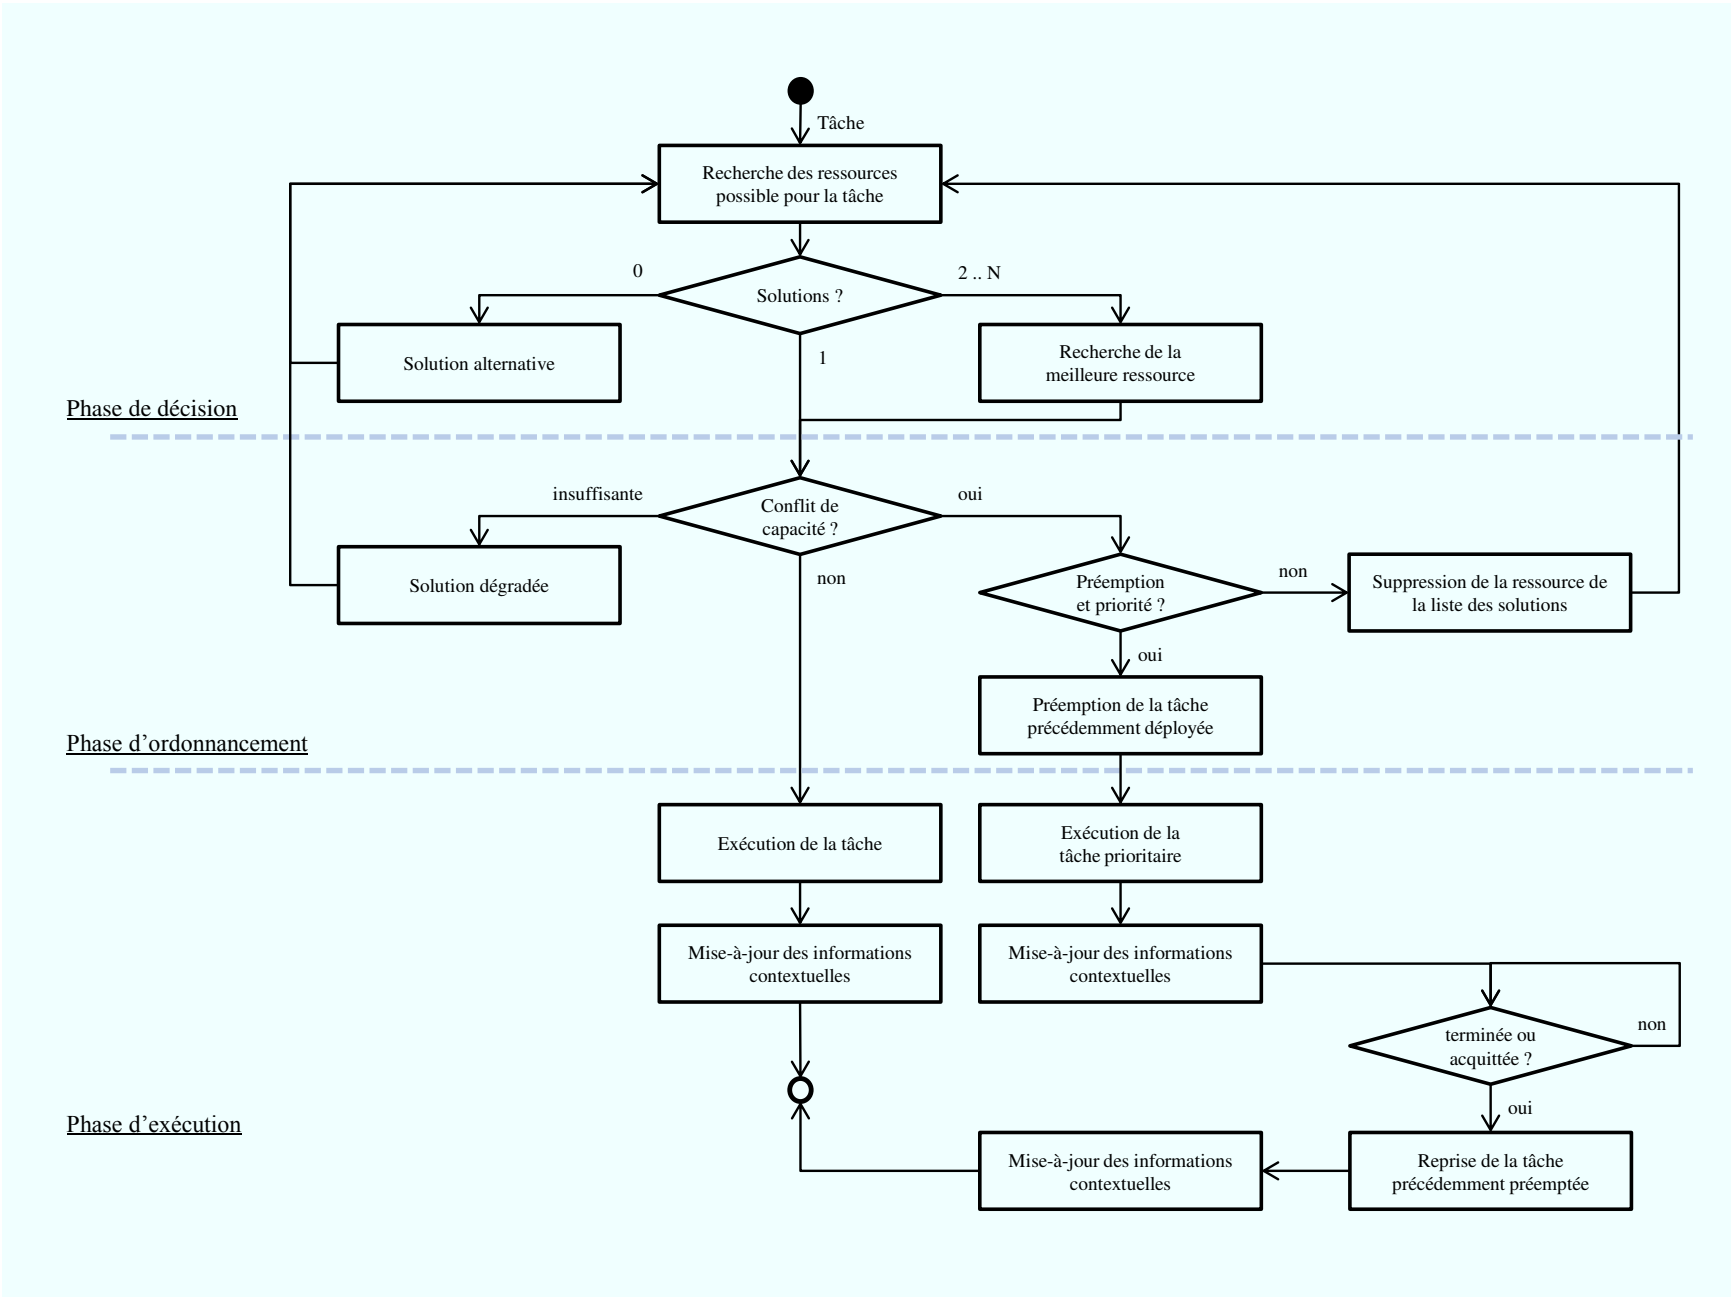 Tâche
Recherche des ressources
possible pour la tâche
0
2 .. N
Solutions ?
Solution alternative
1
Recherche de la
meilleure ressource
Phase de décision
insuffisante
Conflit de
capacité ?
oui
non
Solution dégradée
Préemption
et priorité ?
non
Suppression de la ressource de
la liste des solutions
oui
Préemption de la tâche
précédemment déployée
Phase d’ordonnancement
Exécution de la tâche
Exécution de la
tâche prioritaire
Mise-à-jour des informations
contextuelles
Mise-à-jour des informations
contextuelles
terminée ou
acquittée ?
non
oui
Phase d’exécution
Mise-à-jour des informations
contextuelles
Reprise de la tâche
précédemment préemptée